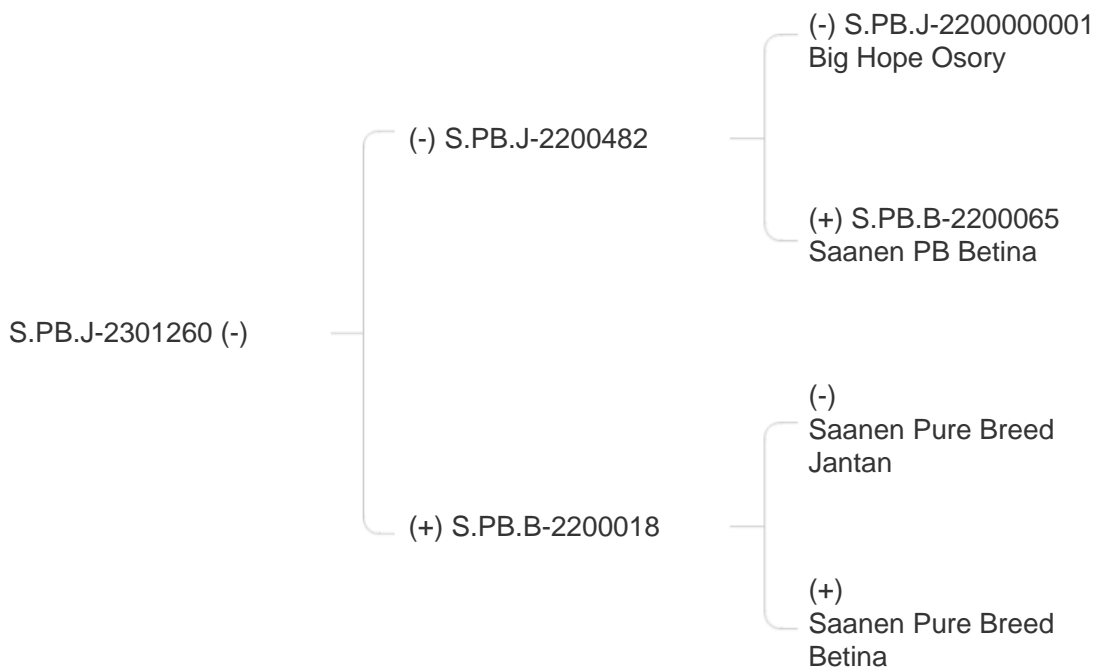 (-) S.PB.J-2200000001
Big Hope Osory
(-) S.PB.J-2200482
(+) S.PB.B-2200065
Saanen PB Betina
S.PB.J-2301260 (-)
(-)
Saanen Pure Breed
Jantan
(+) S.PB.B-2200018
(+)
Saanen Pure Breed
Betina